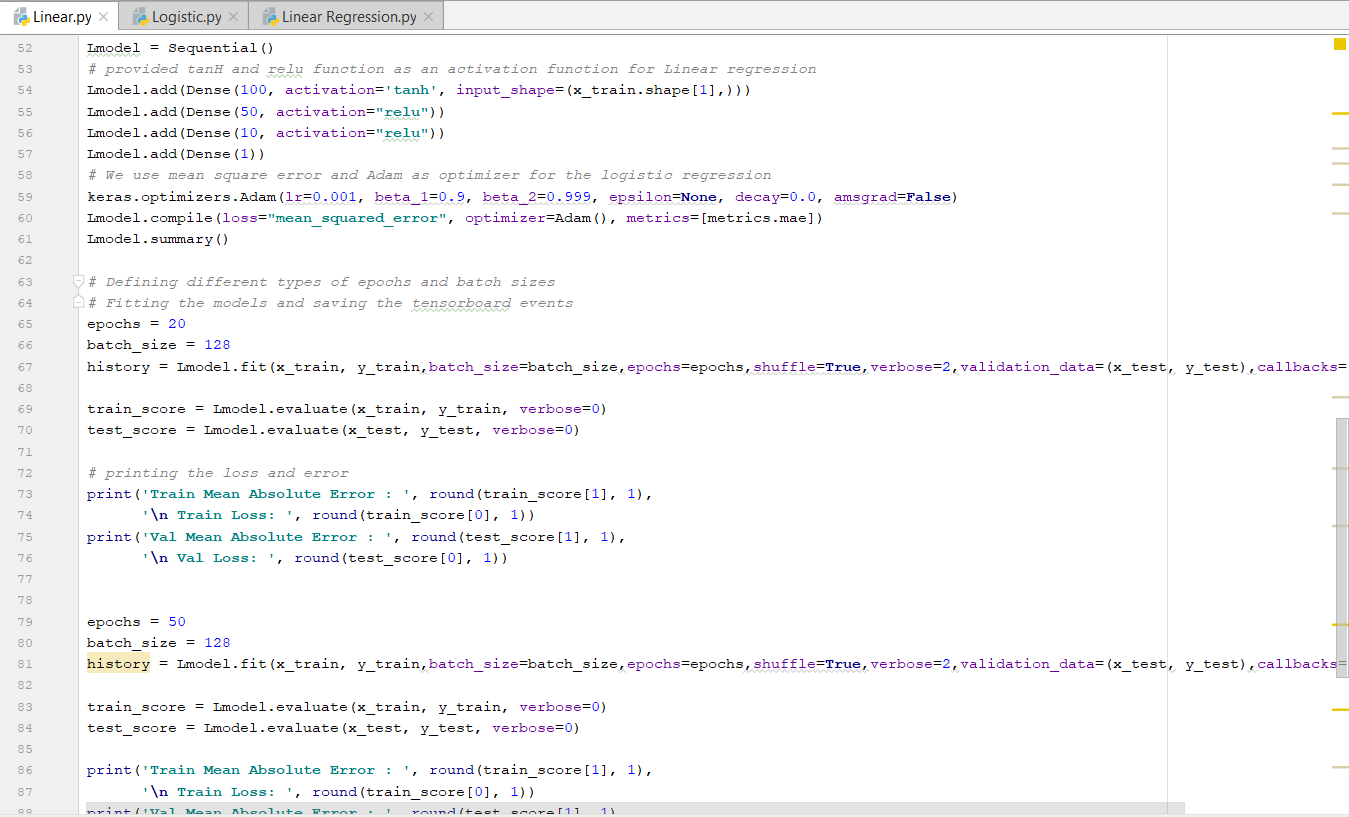 Linear.py × Logistic.py × Linear Regression.py ×
52 Lmodel = Sequential()
53 # provided tanH and relu function as an activation function for Linear regression
54 Lmodel.add(Dense(100, activation='tanh', input_shape=(x_train.shape[1],)))
55 Lmodel.add(Dense(50, activation="relu"))
56 Lmodel.add(Dense(10, activation="relu"))
57 Lmodel.add(Dense(1))
58 # We use mean square error and Adam as optimizer for the logistic regression
59 keras.optimizers.Adam(lr=0.001, beta_1=0.9, beta_2=0.999, epsilon=None, decay=0.0, amsgrad=False)
60 Lmodel.compile(loss="mean_squared_error", optimizer=Adam(), metrics=[metrics.mae])
61 Lmodel.summary()
62
63 # Defining different types of epochs and batch sizes
64 # Fitting the models and saving the tensorboard events
65 epochs = 20
66 batch_size = 128
67 history = Lmodel.fit(x_train, y_train,batch_size=batch_size,epochs=epochs,shuffle=True,verbose=2,validation_data=(x_test, y_test),callbacks=
68
69 train_score = Lmodel.evaluate(x_train, y_train, verbose=0)
70 test_score = Lmodel.evaluate(x_test, y_test, verbose=0)
71
72 # printing the loss and error
73 print('Train Mean Absolute Error : ', round(train_score[1], 1),
74 '\n Train Loss: ', round(train_score[0], 1))
75 print('Val Mean Absolute Error : ', round(test_score[1], 1),
76 '\n Val Loss: ', round(test_score[0], 1))
77
78
79 epochs = 50
80 batch_size = 128
81 history = Lmodel.fit(x_train, y_train,batch_size=batch_size,epochs=epochs,shuffle=True,verbose=2,validation_data=(x_test, y_test),callbacks=
82
83 train_score = Lmodel.evaluate(x_train, y_train, verbose=0)
84 test_score = Lmodel.evaluate(x_test, y_test, verbose=0)
85
86 print('Train Mean Absolute Error : ', round(train_score[1], 1),
87 '\n Train Loss: ', round(train_score[0], 1))
88 print('Val Mean Absolute Error : ', round(test_score[1], 1)